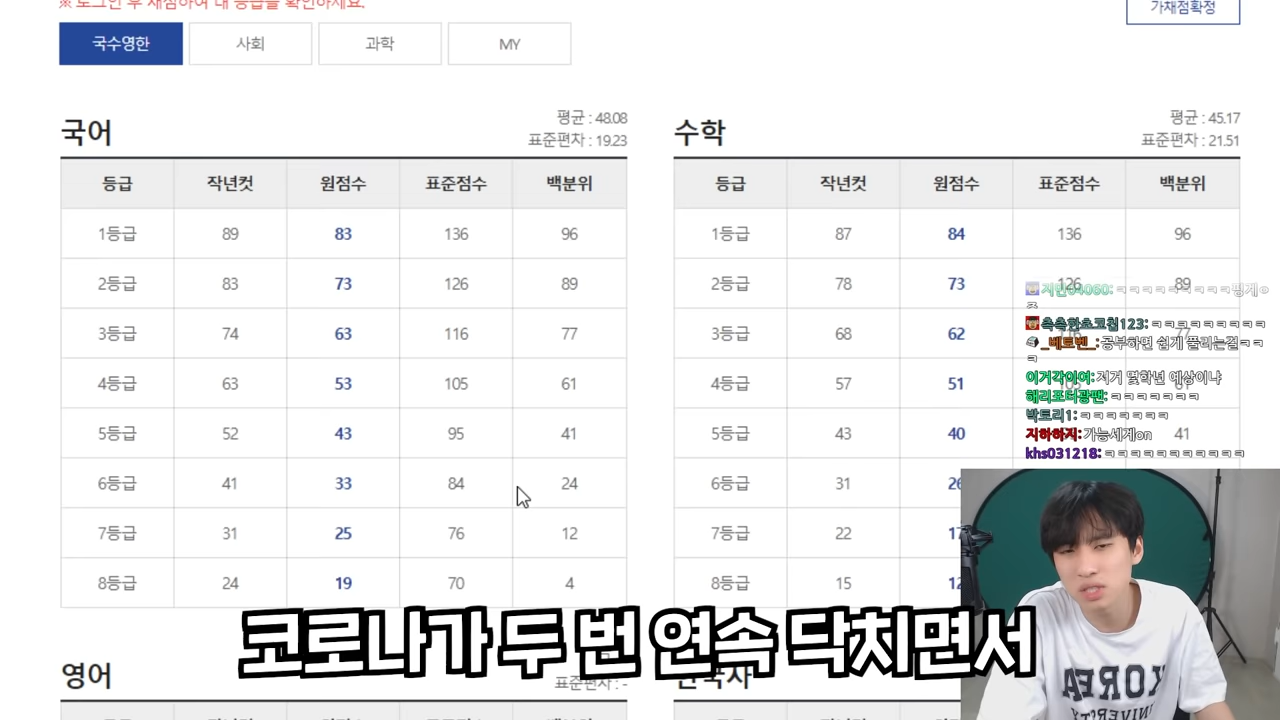 ※ 로그인 후 채점하여 내 등급을 확인하세요.
가채점확정
국수영한 사회 과학 MY
국어
평균 : 48.08
표준편차 : 19.23
등급 작년컷 원점수 표준점수 백분위
1등급 89 83 136 96
2등급 83 73 126 89
3등급 74 63 116 77
4등급 63 53 105 61
5등급 52 43 95 41
6등급 41 33 84 24
7등급 31 25 76 12
8등급 24 19 70 4
수학
평균 : 45.17
표준편차 : 21.51
등급 작년컷 원점수 표준점수 백분위
1등급 87 84 136 96
2등급 78 73 126 89
3등급 68 62
4등급 57 51
5등급 43 40 41
6등급 31
7등급 22
8등급 15
ㅋㅋㅋㅋㅋㅋㅋㅋㅋ
_베토벤_: 공부하면 쉽게 풀리는걸ㅋㅋ
ㅋ
이거각이여: 저거 몇학년 예상이냐
해리포터광팬: ㅋㅋㅋㅋㅋㅋㅋ
박토리1: ㅋㅋㅋㅋㅋㅋㅋ
지하하지: 가능세계on
khs031218: ㅋㅋㅋㅋㅋㅋㅋㅋㅋㅋㅋ
코로나가 두 번 연속 닥치면서
영어
표준편차 : -
한국사
KOREA
UNIVERSITY